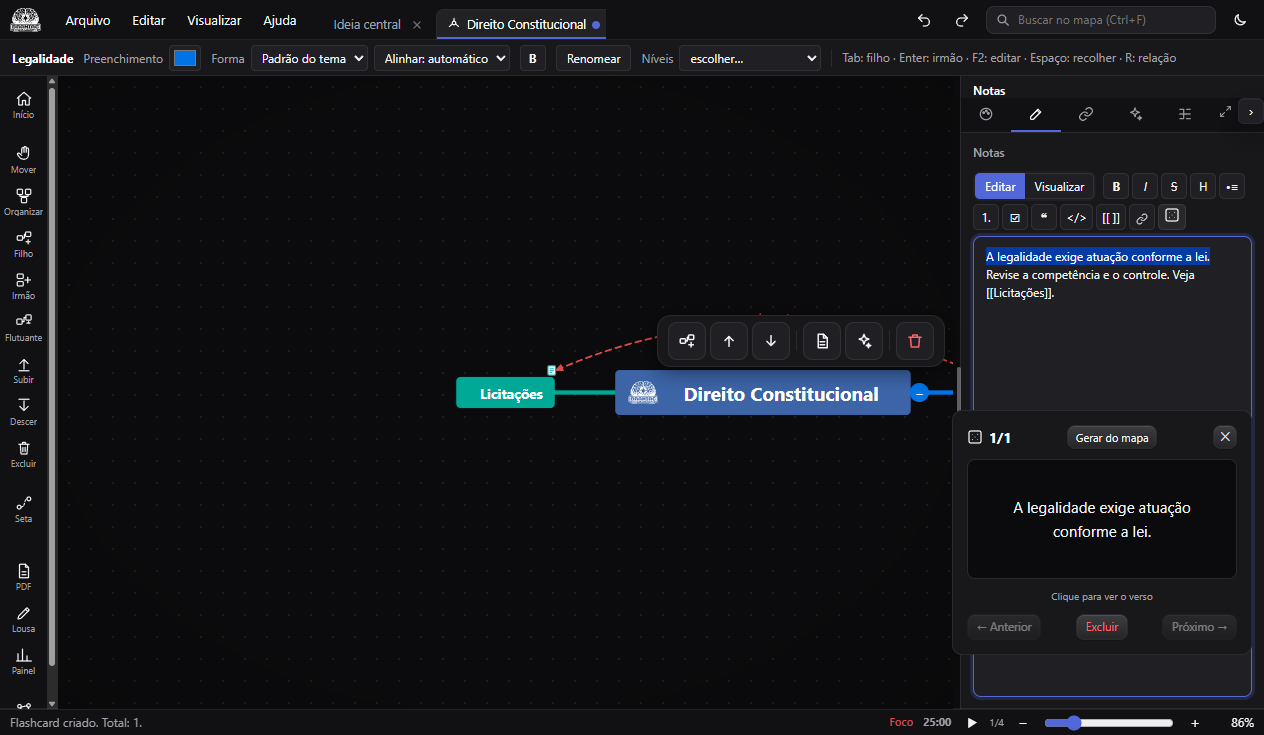 Arquivo Editar Visualizar Ajuda Ideia central × Direito Constitucional Buscar no mapa (Ctrl+F)
Legalidade Preenchimento Forma Padrão do tema Alinhar: automático B Renomear Níveis escolher... Tab: filho · Enter: irmão · F2: editar · Espaço: recolher · R: relação
Início
Mover
Organizar
Filho
Irmão
Flutuante
Subir
Descer
Excluir
Seta
PDF
Lousa
Painel
Licitações
Direito Constitucional
Notas
Notas
Editar Visualizar B I S H
1. ❝ </> [[ ]]
A legalidade exige atuação conforme a lei.
Revise a competência e o controle. Veja
[[Licitações]].
1/1 Gerar do mapa
A legalidade exige atuação
conforme a lei.
Clique para ver o verso
← Anterior Excluir Próximo →
Flashcard criado. Total: 1. Foco 25:00 1/4 − + 86%